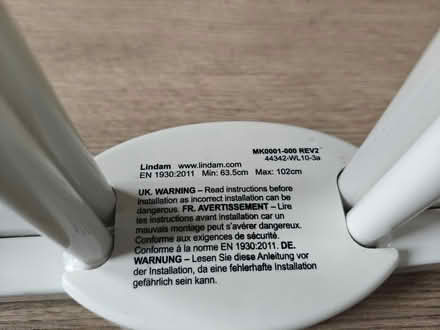 MK0001-000 REV2
Lindam www.lindam.com 44342-WL10-3a
EN 1930:2011 Min: 63.5cm Max: 102cm
UK. WARNING – Read instructions before
installation as incorrect installation can be
dangerous. FR. AVERTISSEMENT – Lire
les instructions avant installation car un
mauvais montage peut s'avérer dangereux.
Conforme aux exigences de sécurité.
Conforme à la norme EN 1930:2011. DE.
WARNUNG – Lesen Sie diese Anleitung vor
der Installation, da eine fehlerhafte Installation
gefährlich sein kann.